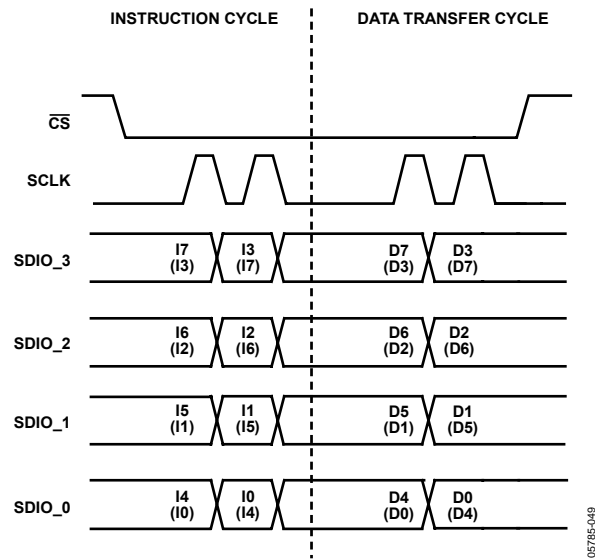 INSTRUCTION CYCLE DATA TRANSFER CYCLE
CS
SCLK
SDIO_3 I7 I3 D7 D3
(I3) (I7) (D3) (D7)
SDIO_2 I6 I2 D6 D2
(I2) (I6) (D2) (D6)
SDIO_1 I5 I1 D5 D1
(I1) (I5) (D1) (D5)
SDIO_0 I4 I0 D4 D0
(I0) (I4) (D0) (D4)
05785-049